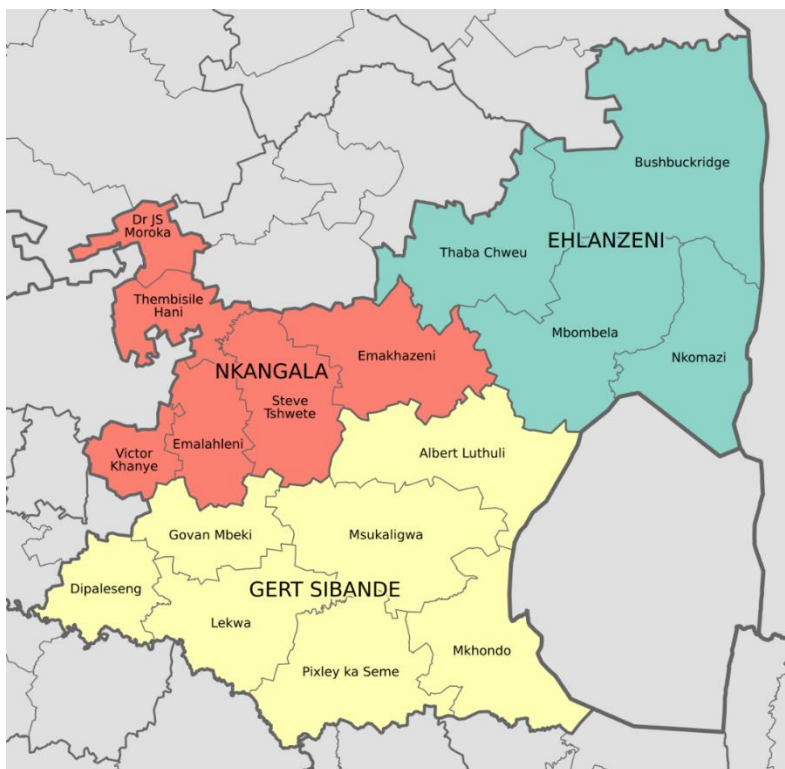 Bushbuckridge
Dr JS
Moroka
EHLANZENI
Thaba Chweu
Thembisile
Hani
Mbombela
Emakhazeni
Nkomazi
NKANGALA
Steve
Tshwete
Emalahleni
Victor
Khanye
Albert Luthuli
Govan Mbeki
Msukaligwa
Dipaleseng
GERT SIBANDE
Lekwa
Mkhondo
Pixley ka Seme